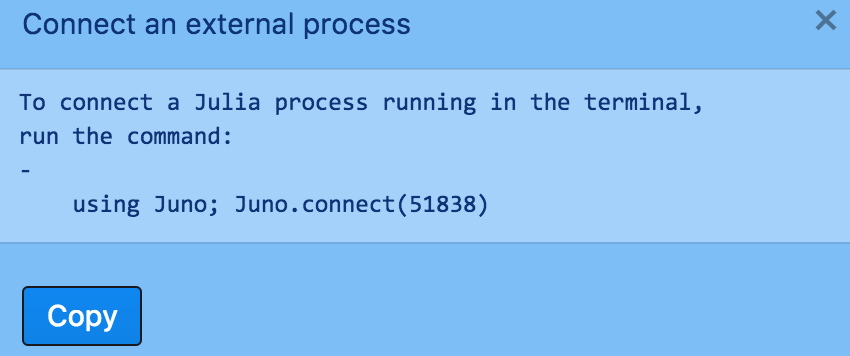 Connect an external process
To connect a Julia process running in the terminal,
run the command:
-
using Juno; Juno.connect(51838)
Copy